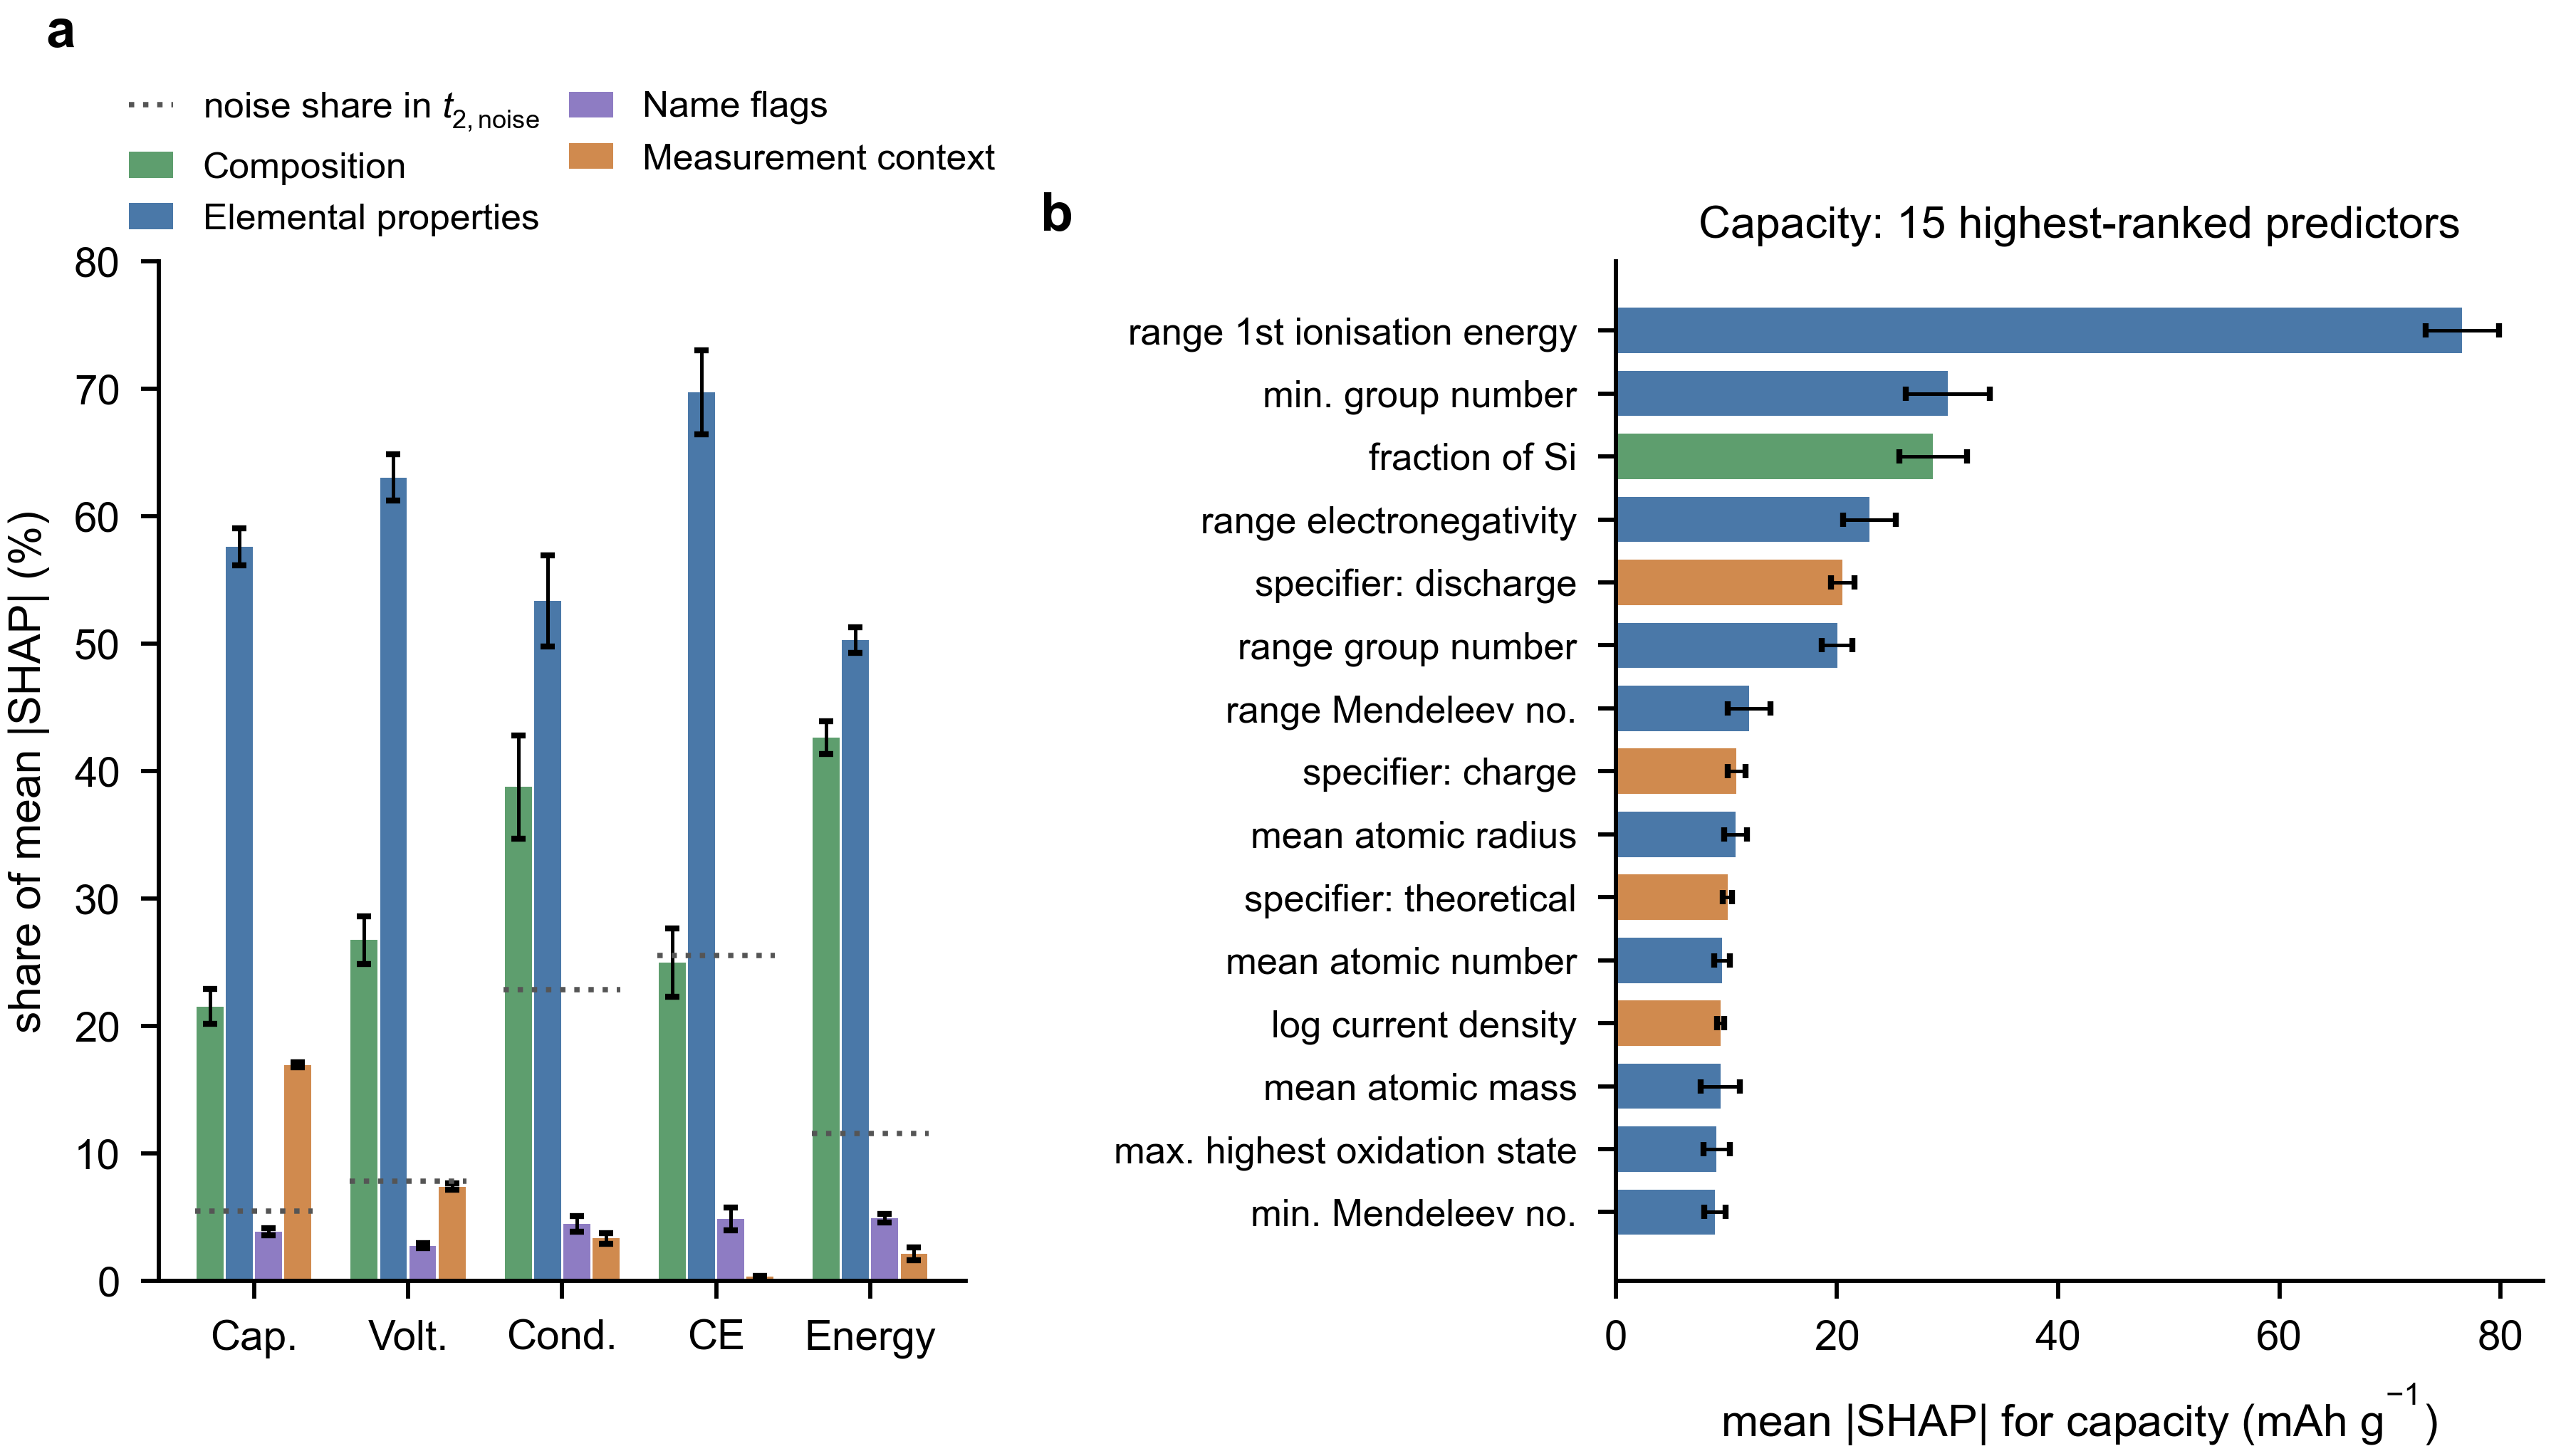 a
noise share in t2, noise
Composition
Elemental properties
Name flags
Measurement context
share of mean |SHAP| (%)
80
70
60
50
40
30
20
10
0
Cap.
Volt.
Cond.
CE
Energy
b
Capacity: 15 highest-ranked predictors
range 1st ionisation energy
min. group number
fraction of Si
range electronegativity
specifier: discharge
range group number
range Mendeleev no.
specifier: charge
mean atomic radius
specifier: theoretical
mean atomic number
log current density
mean atomic mass
max. highest oxidation state
min. Mendeleev no.
0
20
40
60
80
mean |SHAP| for capacity (mAh g⁻¹)